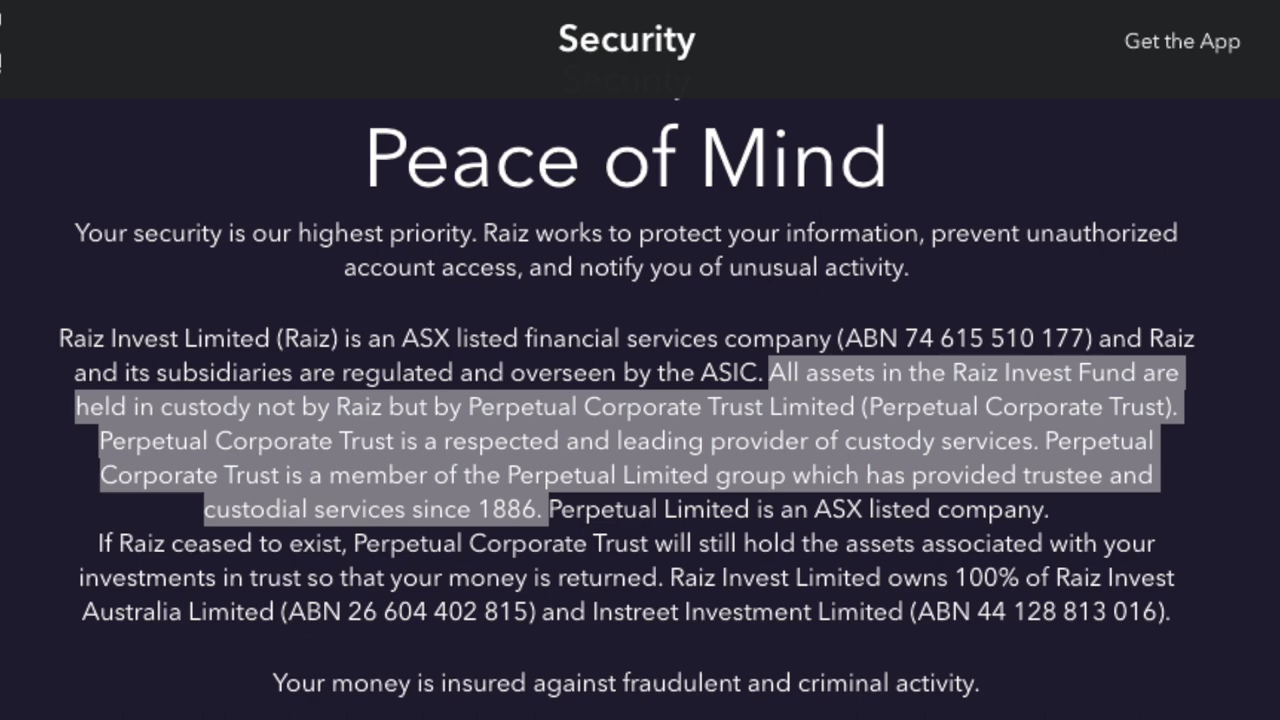 Security
Get the App
Peace of Mind
Your security is our highest priority. Raiz works to protect your information, prevent unauthorized
account access, and notify you of unusual activity.
Raiz Invest Limited (Raiz) is an ASX listed financial services company (ABN 74 615 510 177) and Raiz
and its subsidiaries are regulated and overseen by the ASIC. All assets in the Raiz Invest Fund are
held in custody not by Raiz but by Perpetual Corporate Trust Limited (Perpetual Corporate Trust).
Perpetual Corporate Trust is a respected and leading provider of custody services. Perpetual
Corporate Trust is a member of the Perpetual Limited group which has provided trustee and
custodial services since 1886. Perpetual Limited is an ASX listed company.
If Raiz ceased to exist, Perpetual Corporate Trust will still hold the assets associated with your
investments in trust so that your money is returned. Raiz Invest Limited owns 100% of Raiz Invest
Australia Limited (ABN 26 604 402 815) and Instreet Investment Limited (ABN 44 128 813 016).
Your money is insured against fraudulent and criminal activity.